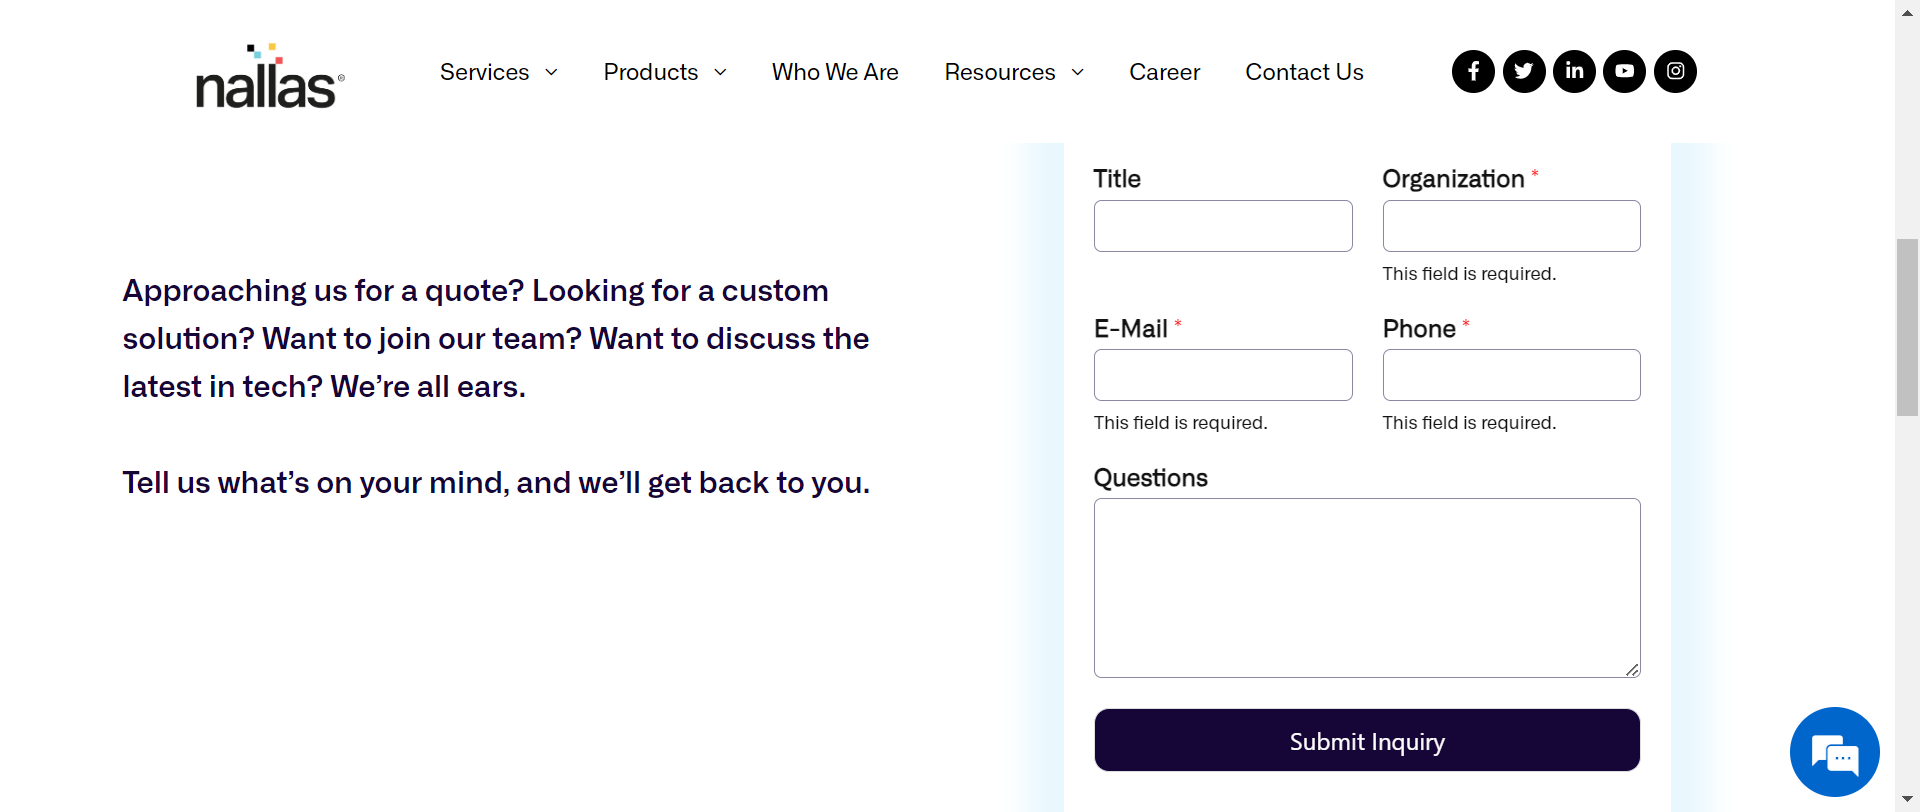 nallas®
Services Products Who We Are Resources Career Contact Us
Approaching us for a quote? Looking for a custom
solution? Want to join our team? Want to discuss the
latest in tech? We’re all ears.
Tell us what’s on your mind, and we’ll get back to you.
Title
Organization *
This field is required.
E-Mail *
Phone *
This field is required.
This field is required.
Questions
Submit Inquiry